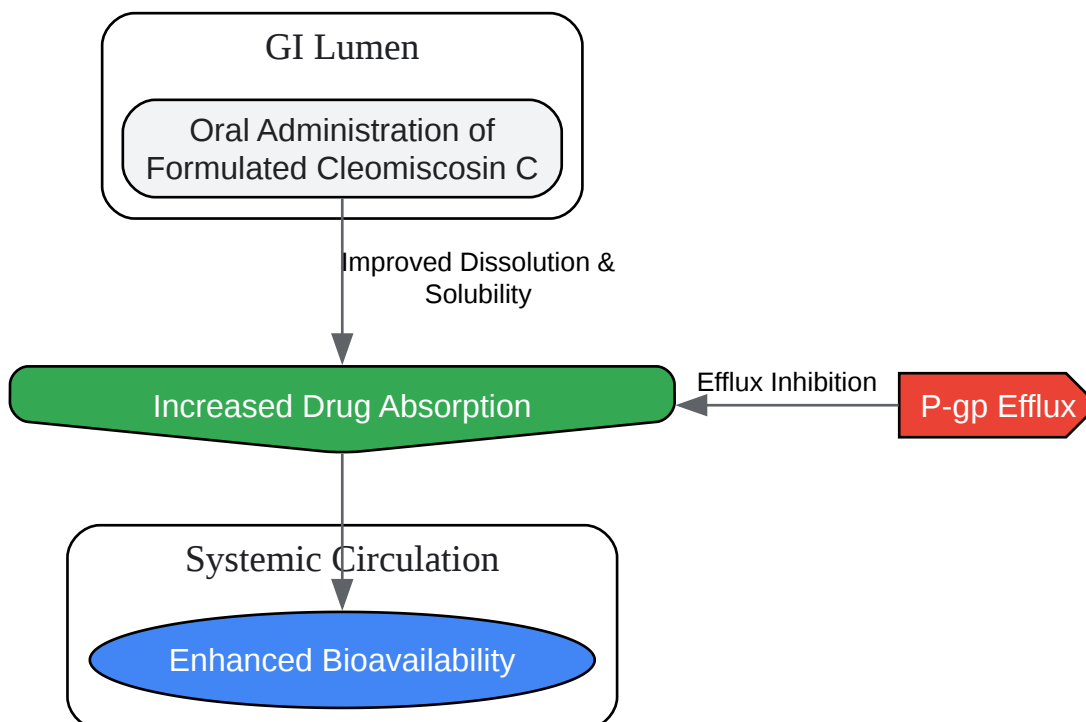 GI Lumen
Oral Administration of
Formulated Cleomiscosin C
Improved Dissolution &
Solubility
Increased Drug Absorption
Efflux Inhibition
P-gp Efflux
Systemic Circulation
Enhanced Bioavailability